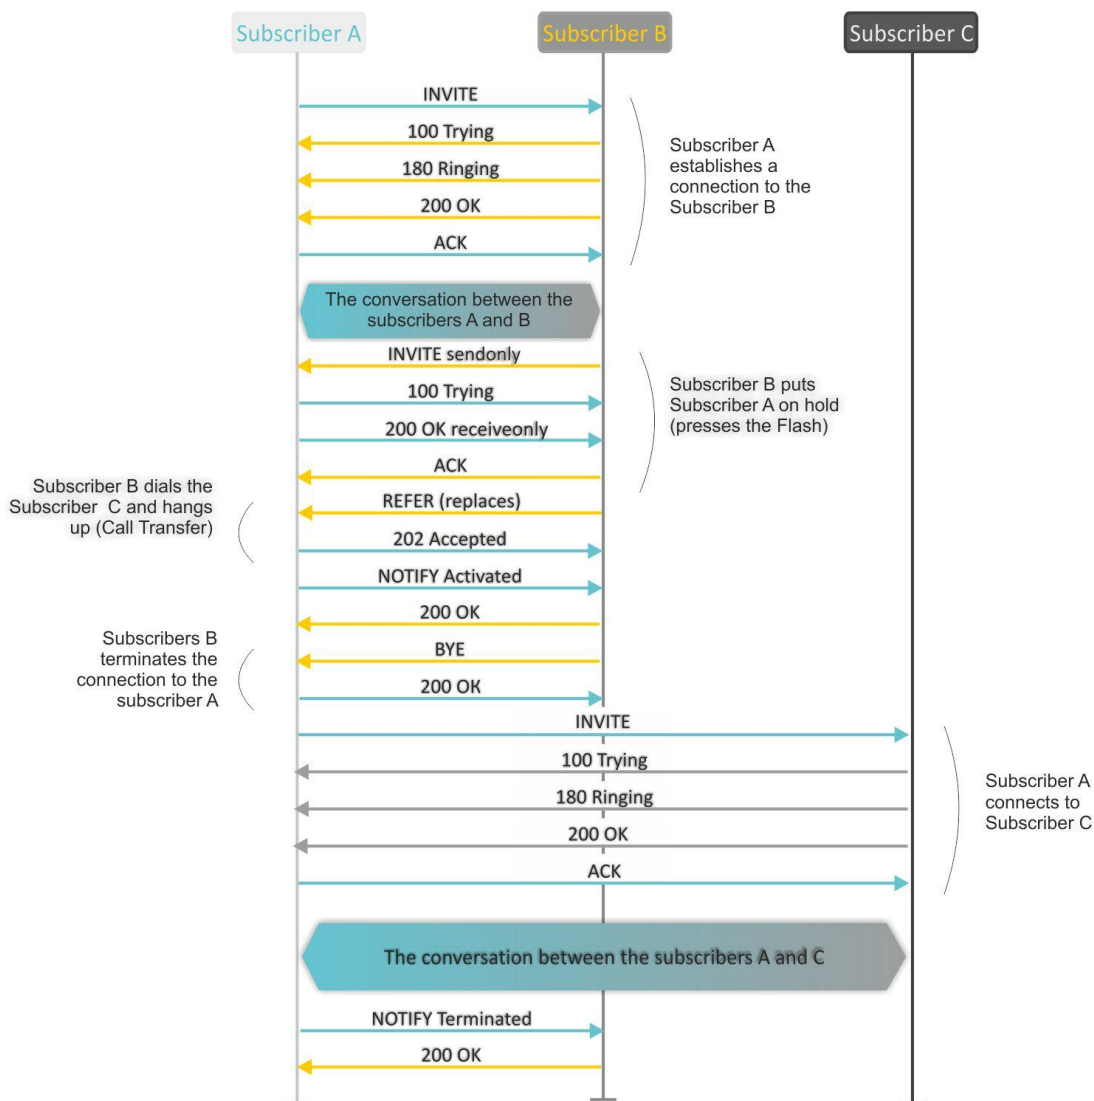 Subscriber A
Subscriber B
Subscriber C
INVITE
100 Trying
180 Ringing
200 OK
ACK
Subscriber A
establishes a
connection to the
Subscriber B
The conversation between the
subscribers A and B
INVITE sendonly
100 Trying
200 OK receiveonly
ACK
Subscriber B puts
Subscriber A on hold
(presses the Flash)
Subscriber B dials the
Subscriber C and hangs
up (Call Transfer)
REFER (replaces)
202 Accepted
NOTIFY Activated
200 OK
Subscribers B
terminates the
connection to the
subscriber A
BYE
200 OK
INVITE
100 Trying
180 Ringing
200 OK
ACK
Subscriber A
connects to
Subscriber C
The conversation between the subscribers A and C
NOTIFY Terminated
200 OK